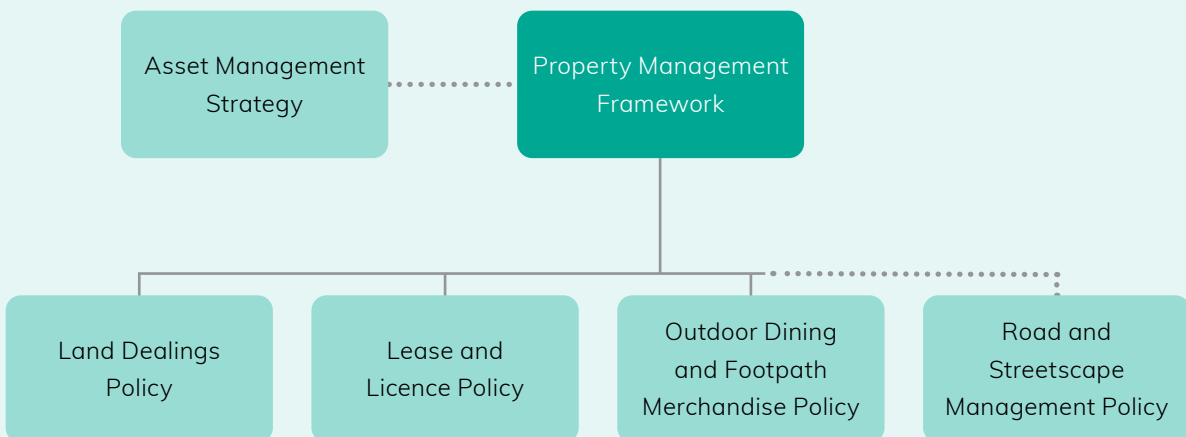 Asset Management
Strategy
Property Management
Framework
Land Dealings
Policy
Lease and
Licence Policy
Outdoor Dining
and Footpath
Merchandise Policy
Road and
Streetscape
Management Policy